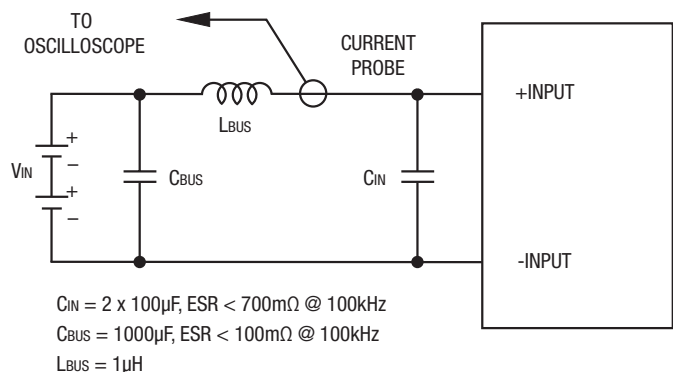 TO
OSCILLOSCOPE
CURRENT
PROBE
LBUS
+INPUT
VIN
+
−
+
−
CBUS
CIN
-INPUT
CIN = 2 x 100µF, ESR < 700mΩ @ 100kHz
CBUS = 1000µF, ESR < 100mΩ @ 100kHz
LBUS = 1µH